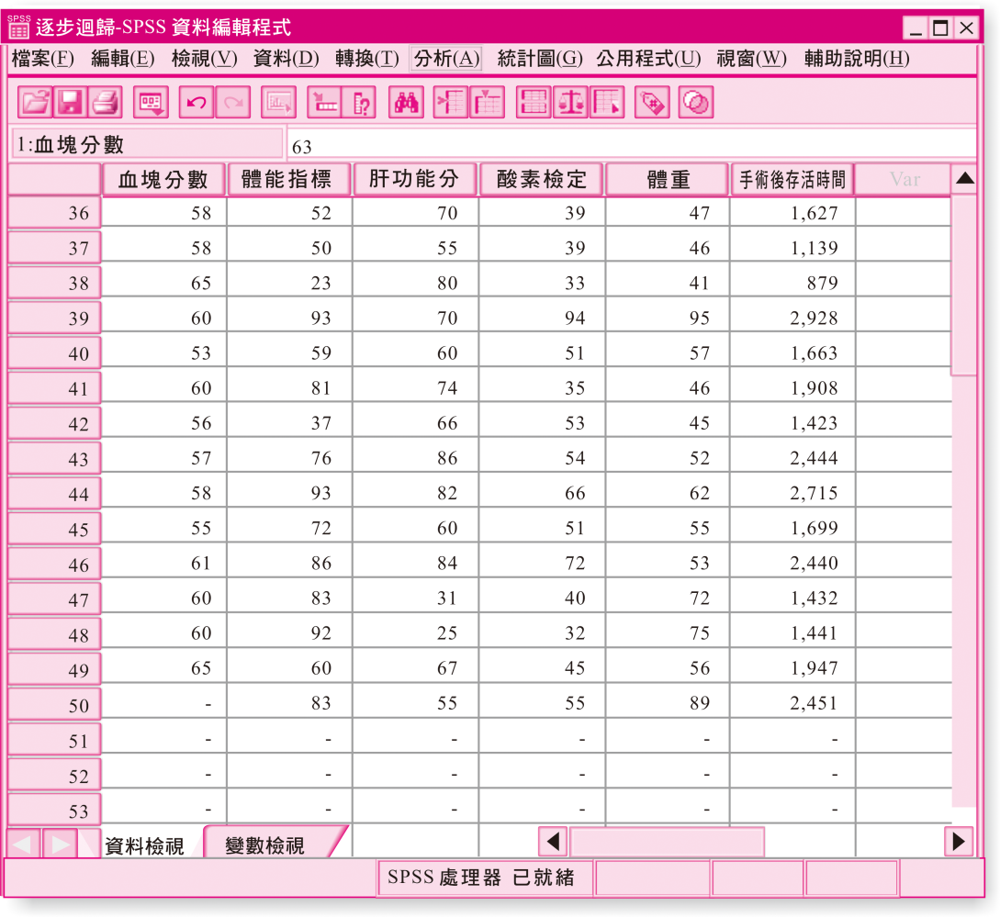 SPSS 逐步迴歸-SPSS 資料編輯程式
檔案(F) 編輯(E) 檢視(V) 資料(D) 轉換(T) 分析(A) 統計圖(G) 公用程式(U) 視窗(W) 輔助說明(H)
1:血塊分數 63
血塊分數 體能指標 肝功能分 酸素檢定 體重 手術後存活時間 Var
36 58 52 70 39 47 1,627
37 58 50 55 39 46 1,139
38 65 23 80 33 41 879
39 60 93 70 94 95 2,928
40 53 59 60 51 57 1,663
41 60 81 74 35 46 1,908
42 56 37 66 53 45 1,423
43 57 76 86 54 52 2,444
44 58 93 82 66 62 2,715
45 55 72 60 51 55 1,699
46 61 86 84 72 53 2,440
47 60 83 31 40 72 1,432
48 60 92 25 32 75 1,441
49 65 60 67 45 56 1,947
50 - 83 55 55 89 2,451
51 - - - - - -
52 - - - - - -
53 - - - - - -
資料檢視 變數檢視
SPSS 處理器 已就緒